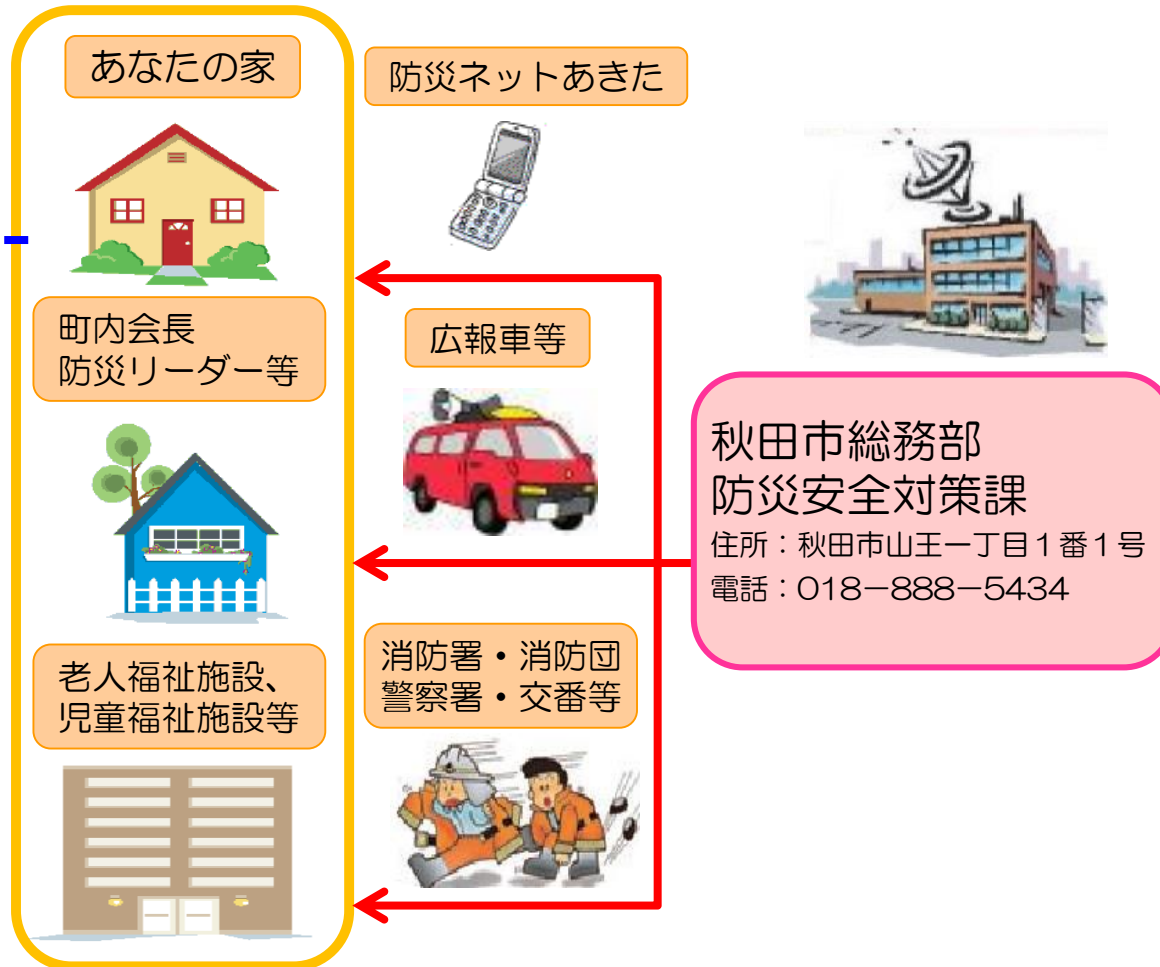 あなたの家
防災ネットあきた
町内会長
防災リーダー等
広報車等
秋田市総務部
防災安全対策課
住所：秋田市山王一丁目１番１号
電話：018－888－5434
消防署・消防団
警察署・交番等
老人福祉施設、
児童福祉施設等